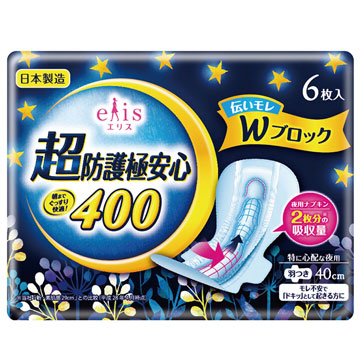 日本製造
elis
エリス
6枚入
伝いモレ
Wブロック
超防護極安心
朝まで
ぐっすり
快適!
400
夜用ナプキン
2枚分の
吸収量
特に心配な夜用
羽つき 40cm
モレ不安で
「ドキッ」として起きる方に